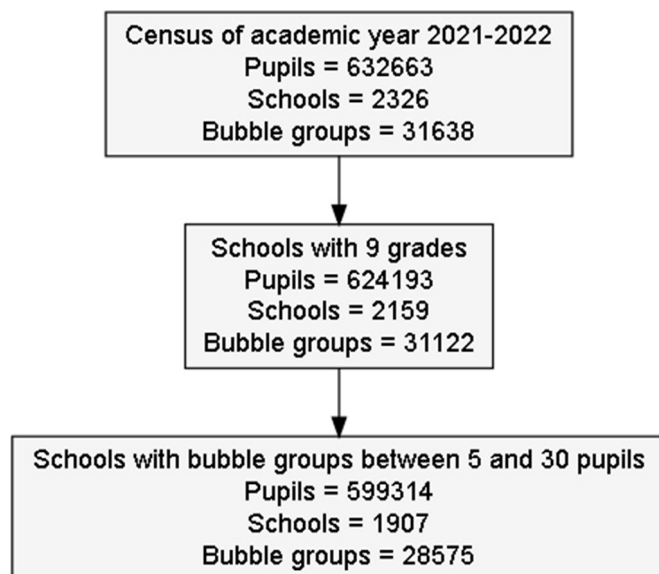 Census of academic year 2021-2022
Pupils = 632663
Schools = 2326
Bubble groups = 31638
Schools with 9 grades
Pupils = 624193
Schools = 2159
Bubble groups = 31122
Schools with bubble groups between 5 and 30 pupils
Pupils = 599314
Schools = 1907
Bubble groups = 28575